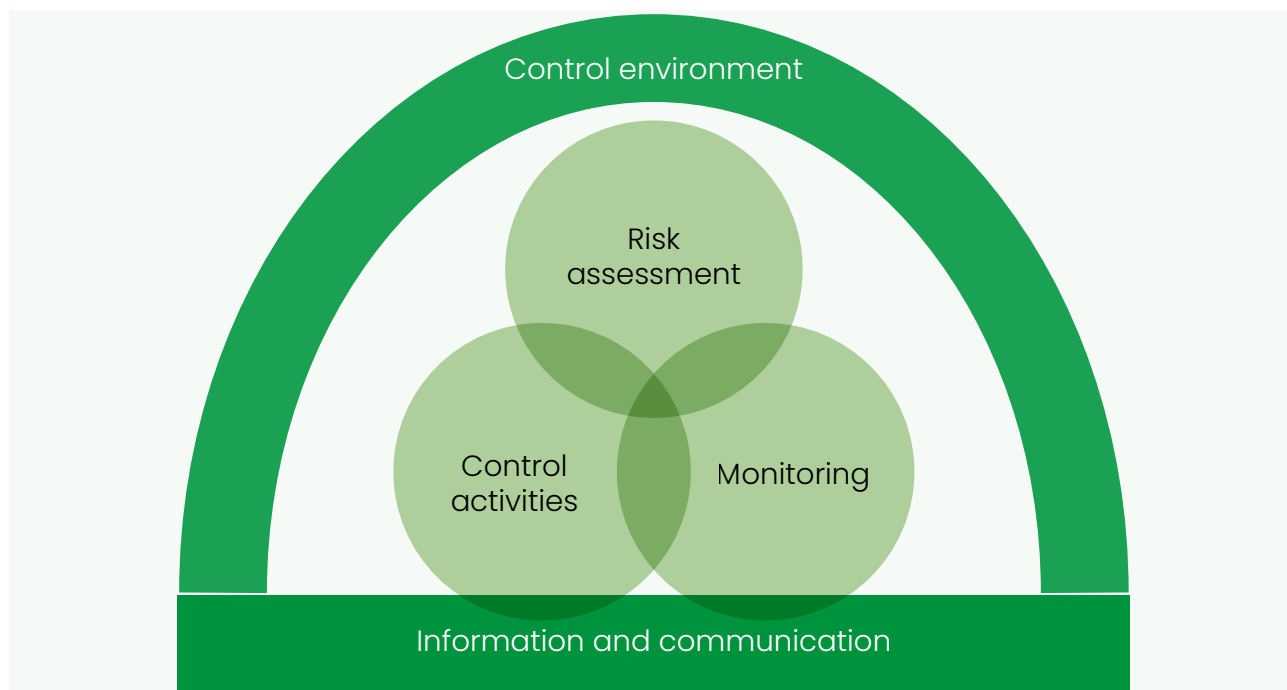 Control environment
Risk
assessment
Control
activities
Monitoring
Information and communication